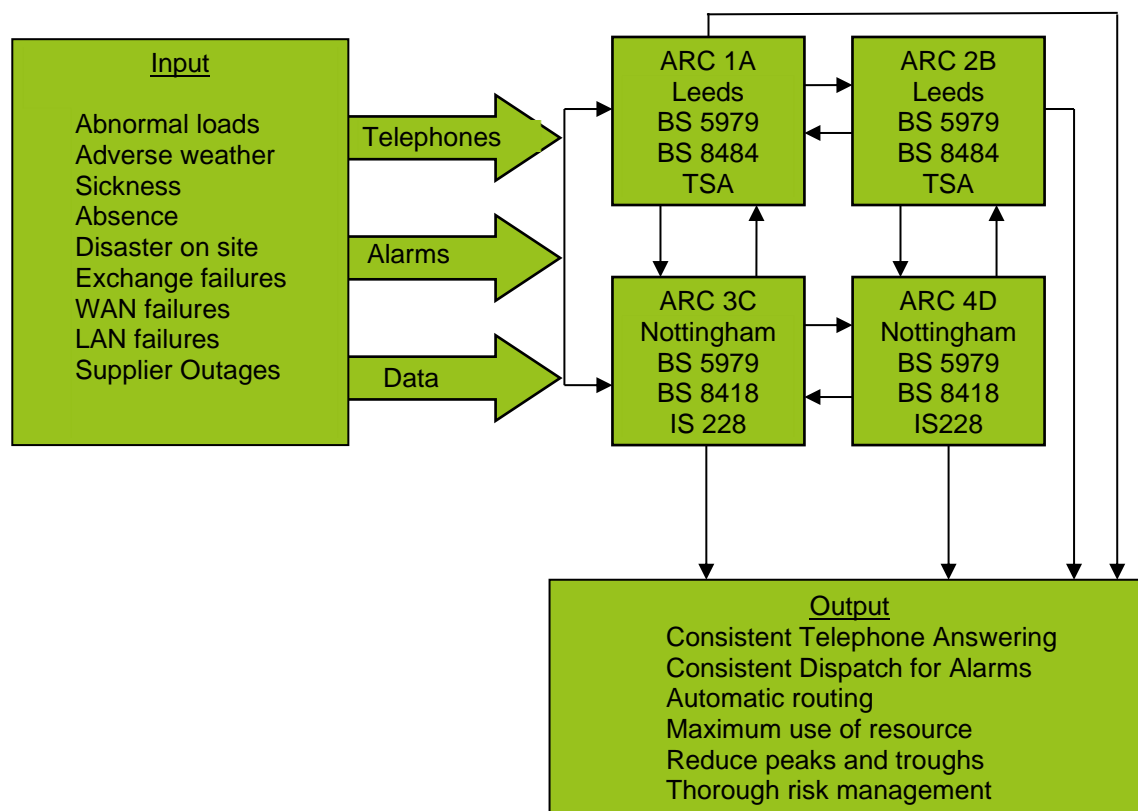 Input
Abnormal loads
Adverse weather
Sickness
Absence
Disaster on site
Exchange failures
WAN failures
LAN failures
Supplier Outages
Telephones
Alarms
Data
ARC 1A
Leeds
BS 5979
BS 8484
TSA
ARC 2B
Leeds
BS 5979
BS 8484
TSA
ARC 3C
Nottingham
BS 5979
BS 8418
IS 228
ARC 4D
Nottingham
BS 5979
BS 8418
IS228
Output
Consistent Telephone Answering
Consistent Dispatch for Alarms
Automatic routing
Maximum use of resource
Reduce peaks and troughs
Thorough risk management